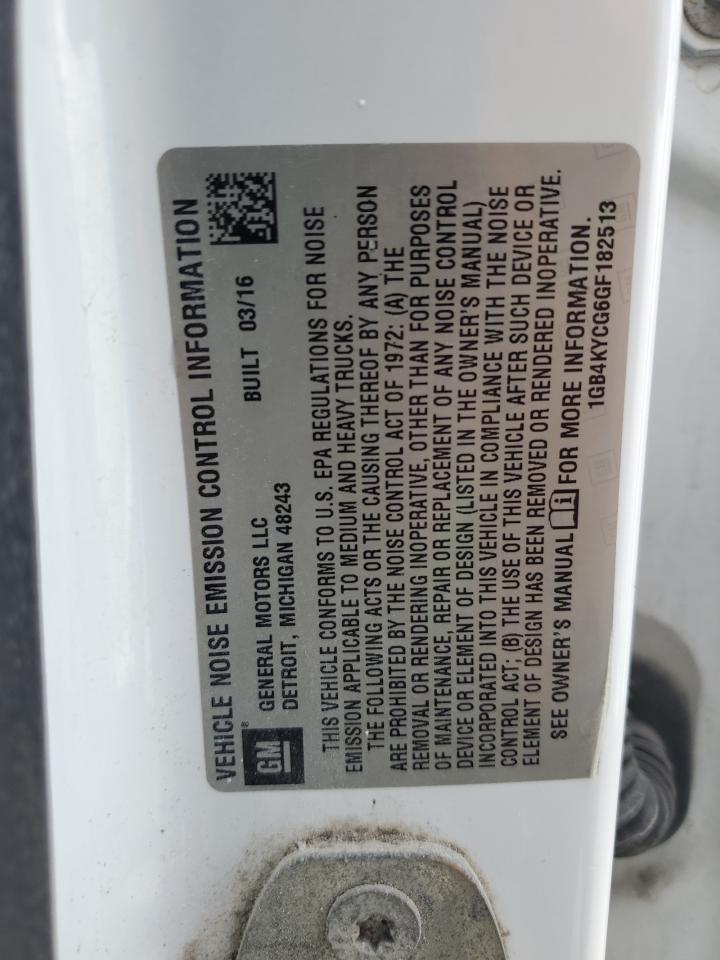 VEHICLE NOISE EMISSION CONTROL INFORMATION
GM®
GENERAL MOTORS LLC
DETROIT, MICHIGAN 48243
BUILT 03/16
THIS VEHICLE CONFORMS TO U.S. EPA REGULATIONS FOR NOISE
EMISSION APPLICABLE TO MEDIUM AND HEAVY TRUCKS.
THE FOLLOWING ACTS OR THE CAUSING THEREOF BY ANY PERSON
ARE PROHIBITED BY THE NOISE CONTROL ACT OF 1972: (A) THE
REMOVAL OR RENDERING INOPERATIVE, OTHER THAN FOR PURPOSES
OF MAINTENANCE, REPAIR OR REPLACEMENT OF ANY NOISE CONTROL
DEVICE OR ELEMENT OF DESIGN (LISTED IN THE OWNER'S MANUAL)
INCORPORATED INTO THIS VEHICLE IN COMPLIANCE WITH THE NOISE
CONTROL ACT; (B) THE USE OF THIS VEHICLE AFTER SUCH DEVICE OR
ELEMENT OF DESIGN HAS BEEN REMOVED OR RENDERED INOPERATIVE.
SEE OWNER'S MANUAL i FOR MORE INFORMATION.
1GB4KYCG6GF182513